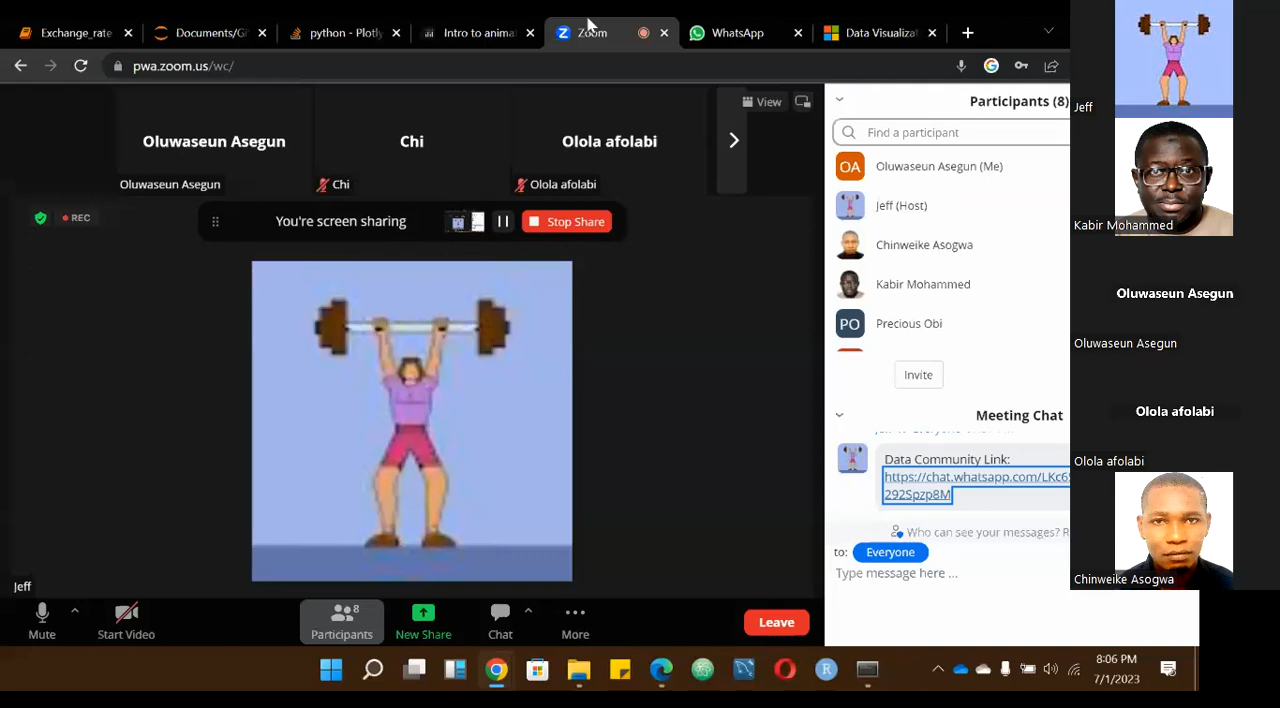 Exchange_rate
Documents/Gi
python - Plotly
Intro to anima
Zoom
WhatsApp
Data Visualizat
pwa.zoom.us/wc/
View
Participants (8)
Oluwaseun Asegun
Chi
Olola afolabi
Find a participant
Oluwaseun Asegun
Chi
Olola afolabi
OA
Oluwaseun Asegun (Me)
REC
You're screen sharing
Stop Share
Jeff (Host)
Chinweike Asogwa
Kabir Mohammed
PO
Precious Obi
Invite
Meeting Chat
Data Community Link:
https://chat.whatsapp.com/LKc6
292Spzp8M
Who can see your messages? R
to:
Everyone
Type message here ...
Jeff
Mute
Start Video
8
Participants
New Share
Chat
More
Leave
Jeff
Kabir Mohammed
Oluwaseun Asegun
Oluwaseun Asegun
Olola afolabi
Olola afolabi
Chinweike Asogwa
R
8:06 PM
7/1/2023